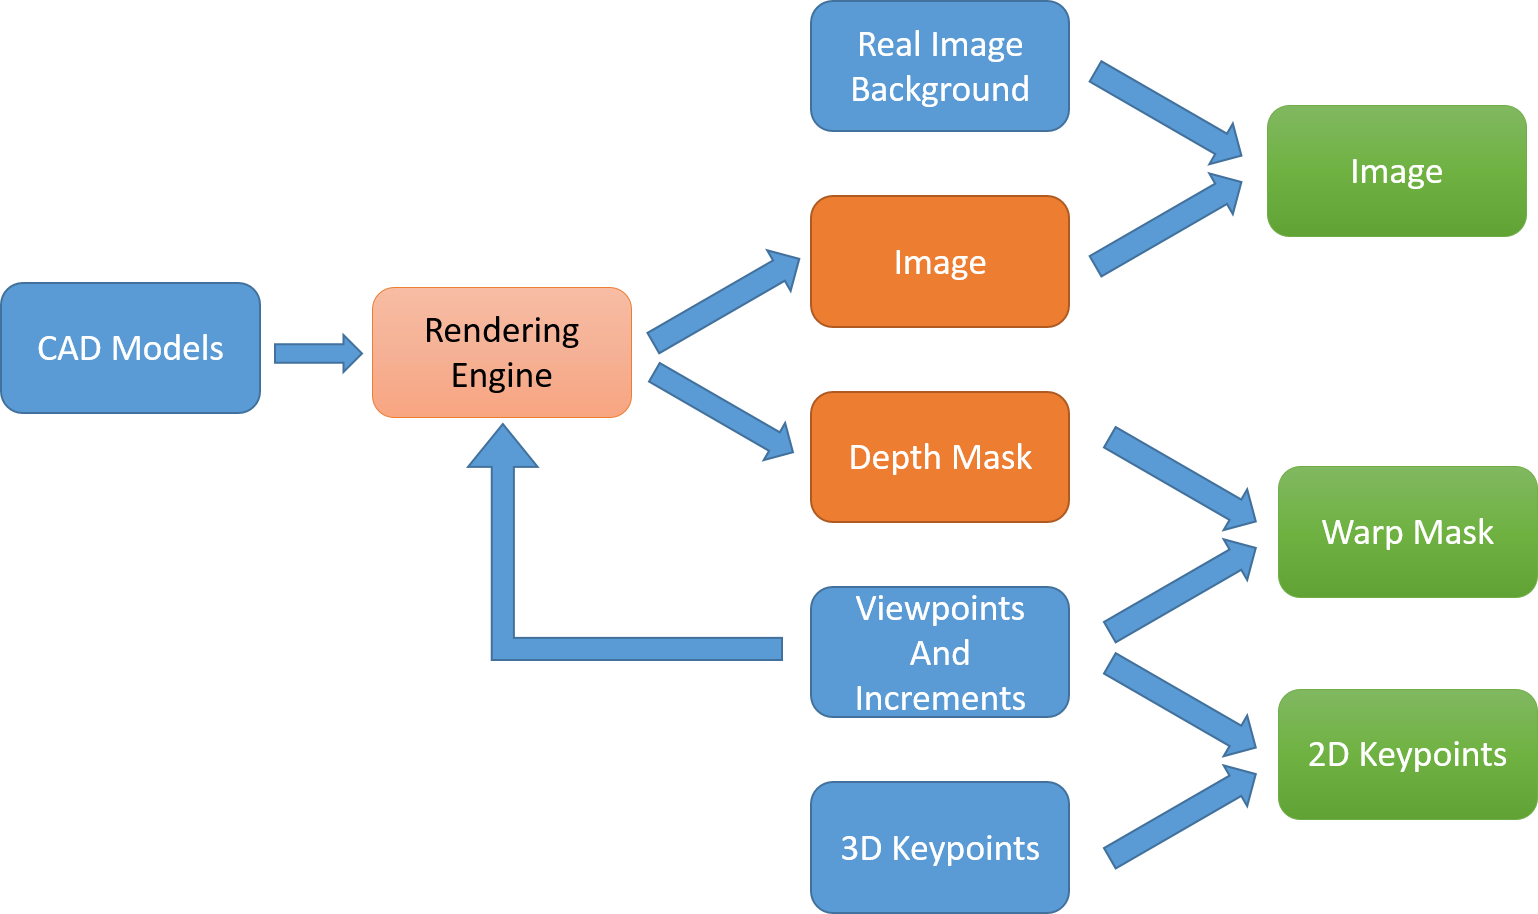 Real Image
Background
Image
Image
CAD Models
Rendering
Engine
Depth Mask
Warp Mask
Viewpoints
And
Increments
2D Keypoints
3D Keypoints